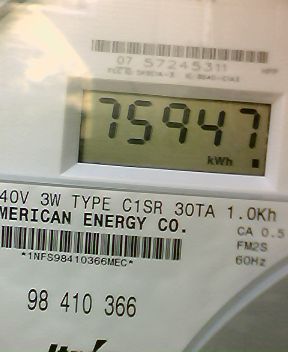 07 57245311
75947
kWh
40V 3W TYPE C1SR 30TA 1.0Kh
MERICAN ENERGY CO.
CA 0.5
FM2S
60Hz
*1NFS98410366MEC*
98 410 366